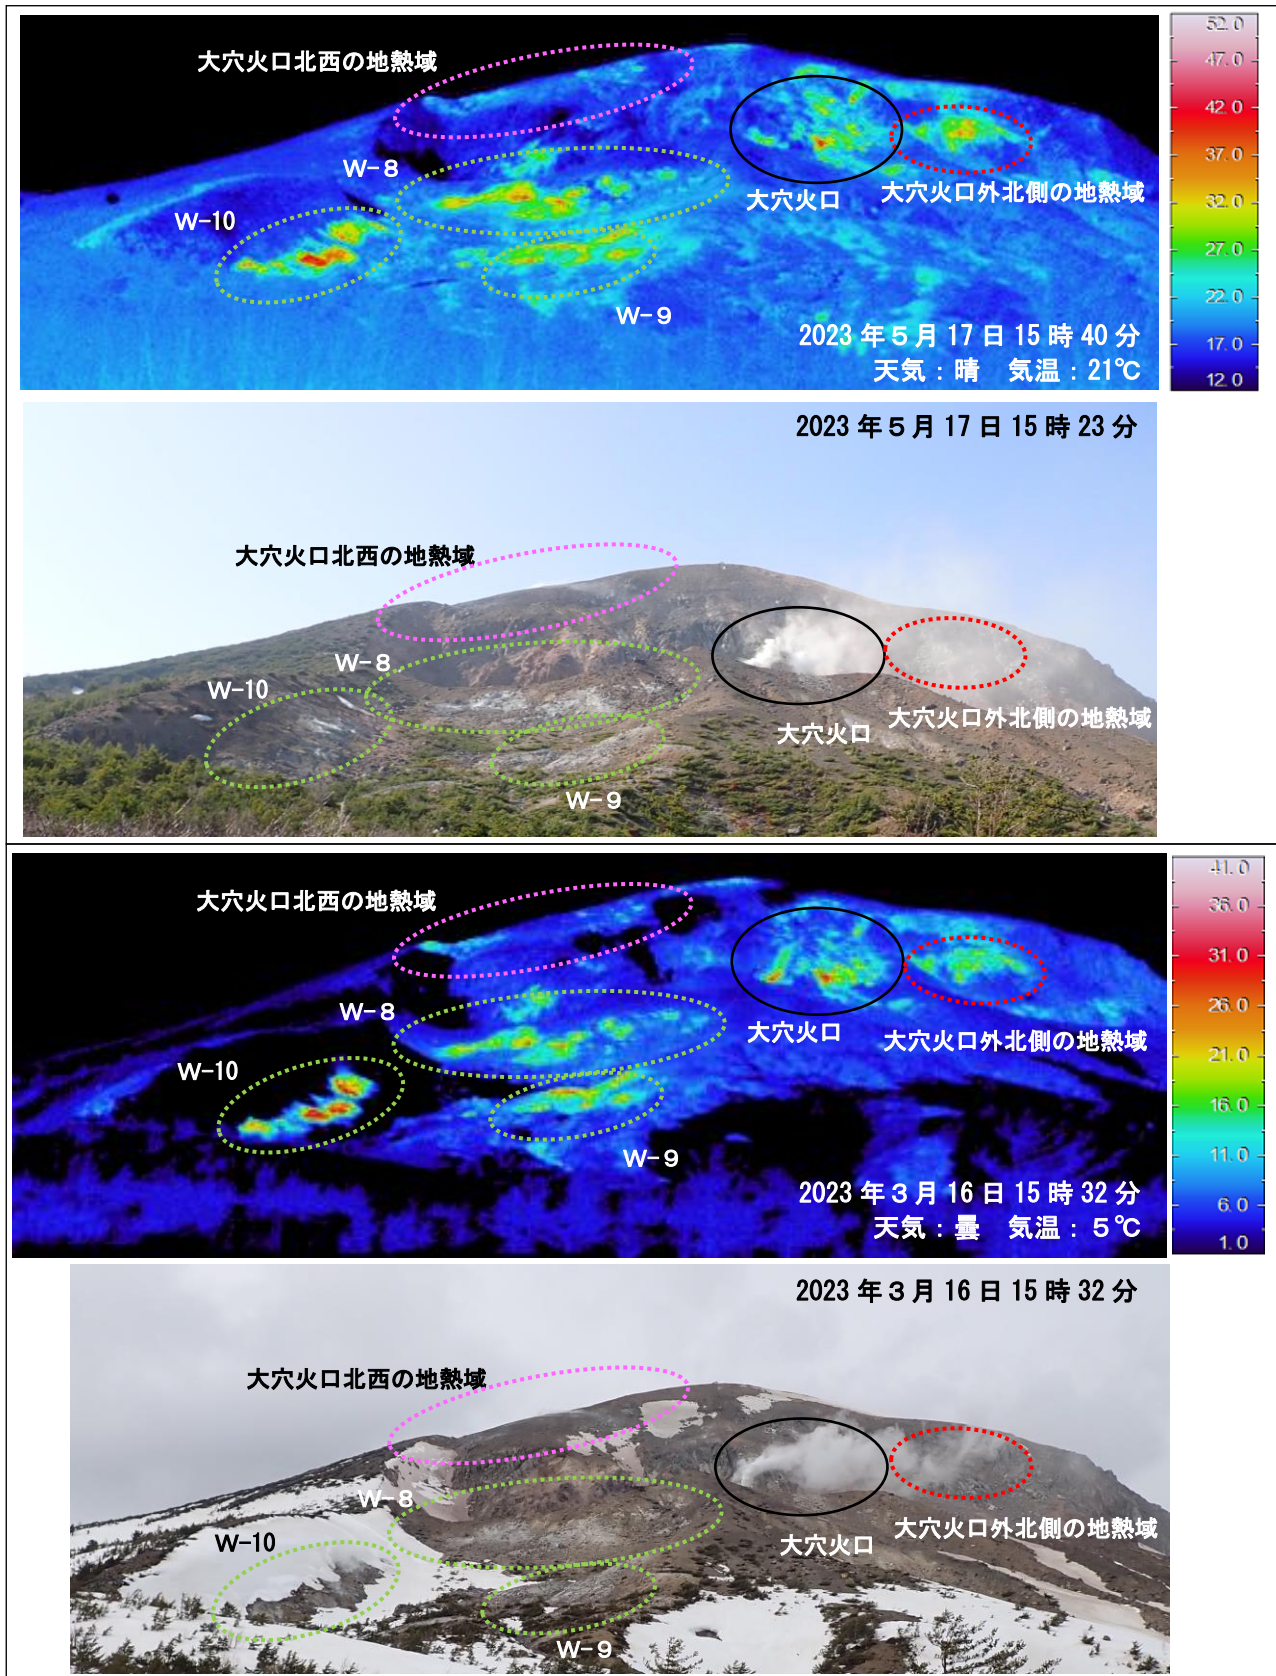 大穴火口北西の地熱域
W-8
W-10
大穴火口
大穴火口外北側の地熱域
W-9
2023年5月17日15時40分
天気：晴　気温：21℃
52.0
47.0
42.0
37.0
32.0
27.0
22.0
17.0
12.0
2023年5月17日15時23分
大穴火口北西の地熱域
W-8
W-10
大穴火口外北側の地熱域
大穴火口
W-9
大穴火口北西の地熱域
W-8
W-10
大穴火口
大穴火口外北側の地熱域
W-9
2023年3月16日15時32分
天気：曇　気温：5℃
41.0
36.0
31.0
26.0
21.0
16.0
11.0
6.0
1.0
2023年3月16日15時32分
大穴火口北西の地熱域
W-8
W-10
大穴火口外北側の地熱域
大穴火口
W-9